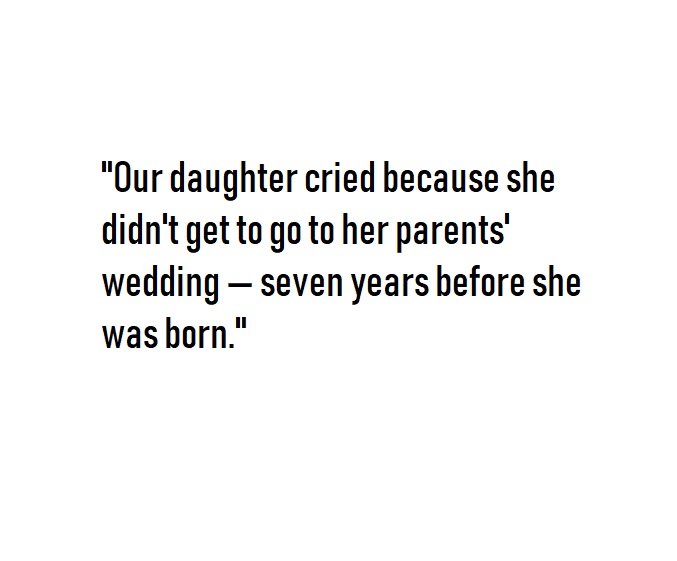 "Our daughter cried because she
didn't get to go to her parents'
wedding — seven years before she
was born."